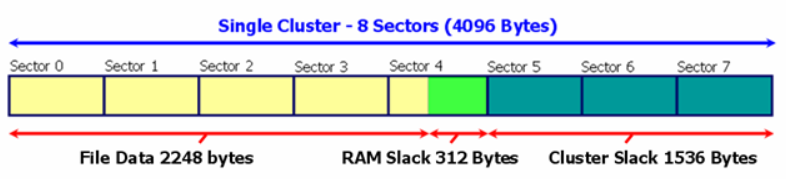 Single Cluster - 8 Sectors (4096 Bytes)
Sector 0 Sector 1 Sector 2 Sector 3 Sector 4 Sector 5 Sector 6 Sector 7
File Data 2248 bytes RAM Slack 312 Bytes Cluster Slack 1536 Bytes